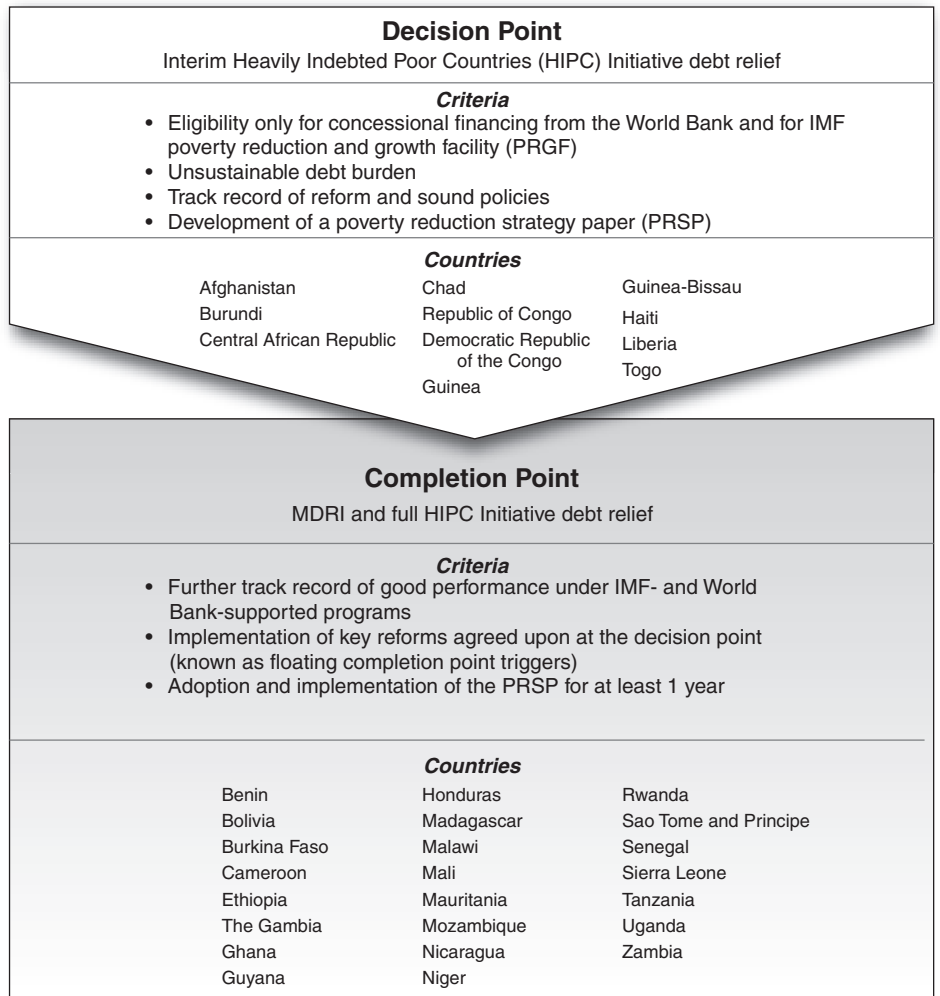 Decision Point
Interim Heavily Indebted Poor Countries (HIPC) Initiative debt relief
Criteria
• Eligibility only for concessional financing from the World Bank and for IMF
poverty reduction and growth facility (PRGF)
• Unsustainable debt burden
• Track record of reform and sound policies
• Development of a poverty reduction strategy paper (PRSP)
Countries
Afghanistan
Burundi
Central African Republic
Chad
Republic of Congo
Democratic Republic
of the Congo
Guinea
Guinea-Bissau
Haiti
Liberia
Togo
Completion Point
MDRI and full HIPC Initiative debt relief
Criteria
• Further track record of good performance under IMF- and World
Bank-supported programs
• Implementation of key reforms agreed upon at the decision point
(known as floating completion point triggers)
• Adoption and implementation of the PRSP for at least 1 year
Countries
Benin
Bolivia
Burkina Faso
Cameroon
Ethiopia
The Gambia
Ghana
Guyana
Honduras
Madagascar
Malawi
Mali
Mauritania
Mozambique
Nicaragua
Niger
Rwanda
Sao Tome and Principe
Senegal
Sierra Leone
Tanzania
Uganda
Zambia